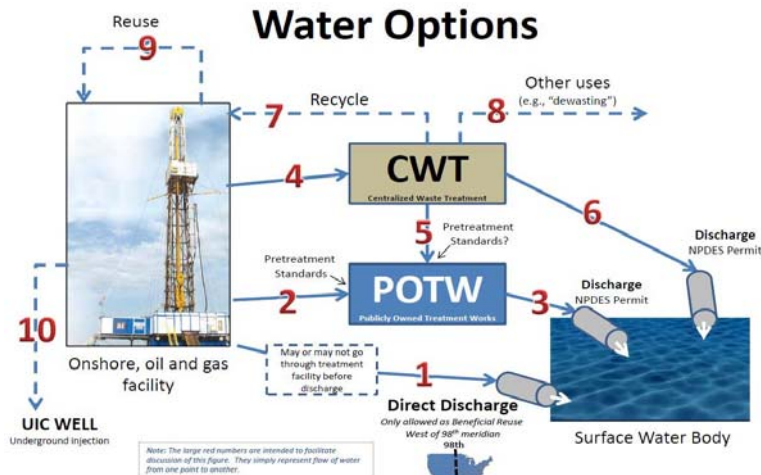 Water Options
Reuse
9
Recycle
7
Other uses
(e.g., "dewasting")
8
4
CWT
Centralized Waste Treatment
6
5
Pretreatment
Standards?
Discharge
NPDES Permit
Pretreatment
Standards
2
POTW
Publicly Owned Treatment Works
3
Discharge
NPDES Permit
10
Onshore, oil and gas
facility
May or may not go
through treatment
facility before
discharge
1
Direct Discharge
Only allowed as Beneficial Reuse
West of 98th meridian
98th
Surface Water Body
UIC WELL
Underground injection
Note: The large red numbers are intended to facilitate
discussion of this figure. They simply represent flow of water
from one point to another.